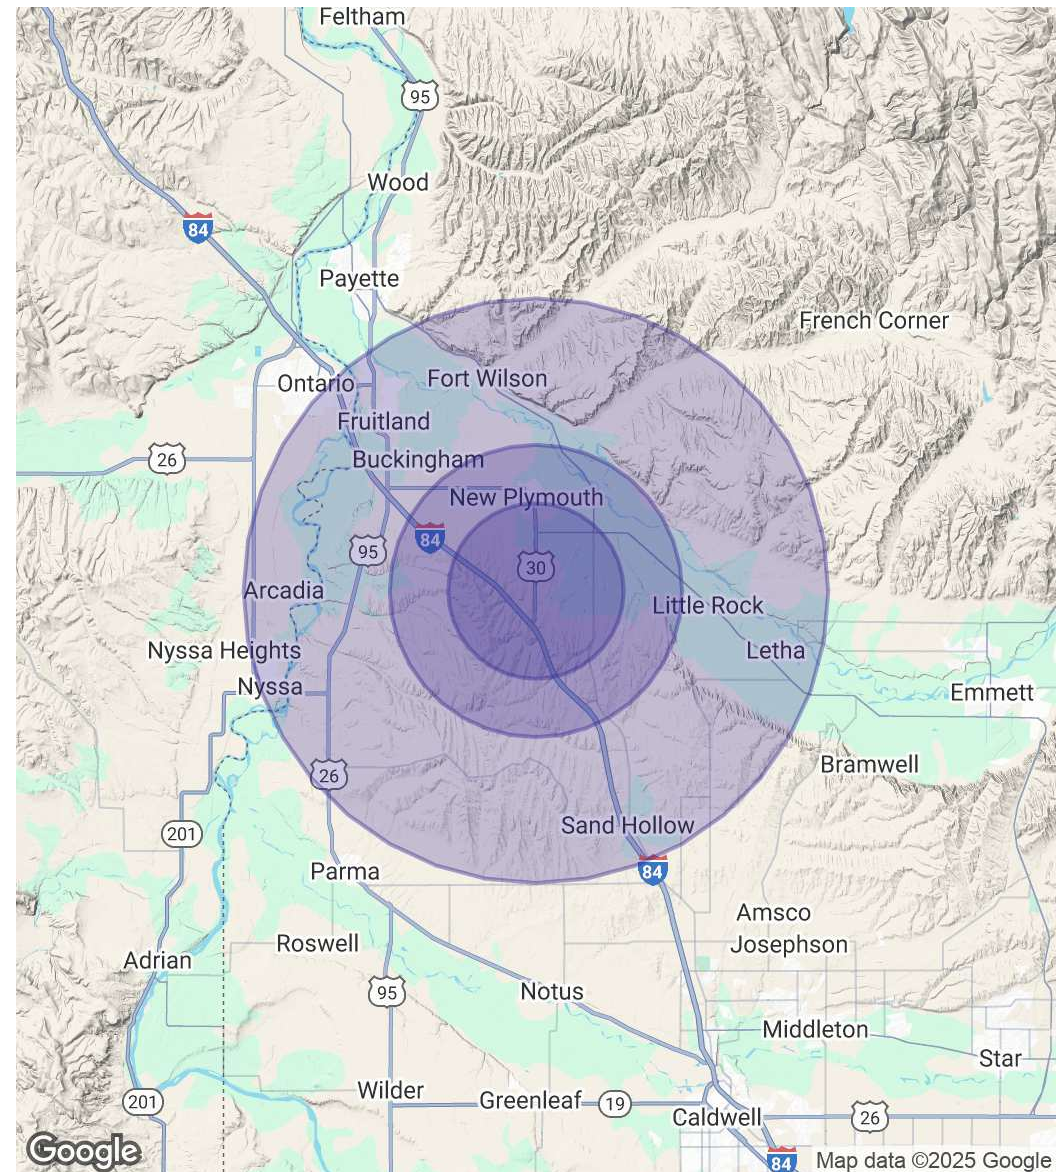 Feltham
95
Wood
84
Payette
French Corner
Ontario
Fort Wilson
Fruitland
26
Buckingham
New Plymouth
84
95
30
Arcadia
Little Rock
Nyssa Heights
Letha
Nyssa
Emmett
26
Bramwell
201
Sand Hollow
84
Parma
Amsco
Roswell
Josephson
Adrian
95
Notus
Middleton
Star
Wilder
201
Greenleaf
19
Caldwell
26
Google
84
Map data ©2025 Google